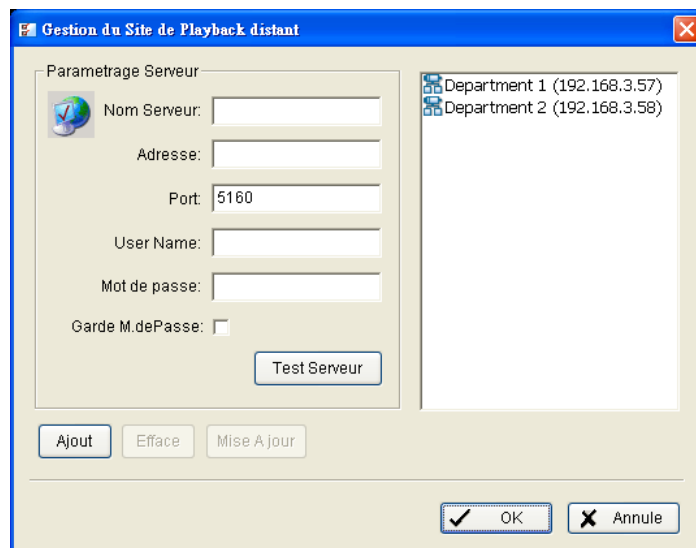 Gestion du Site de Playback distant
Parametrage Serveur
Nom Serveur:
Adresse:
Port: 5160
User Name:
Mot de passe:
Garde M.dePasse:
Test Serveur
Department 1 (192.168.3.57)
Department 2 (192.168.3.58)
Ajout Efface Mise A jour
OK Annule